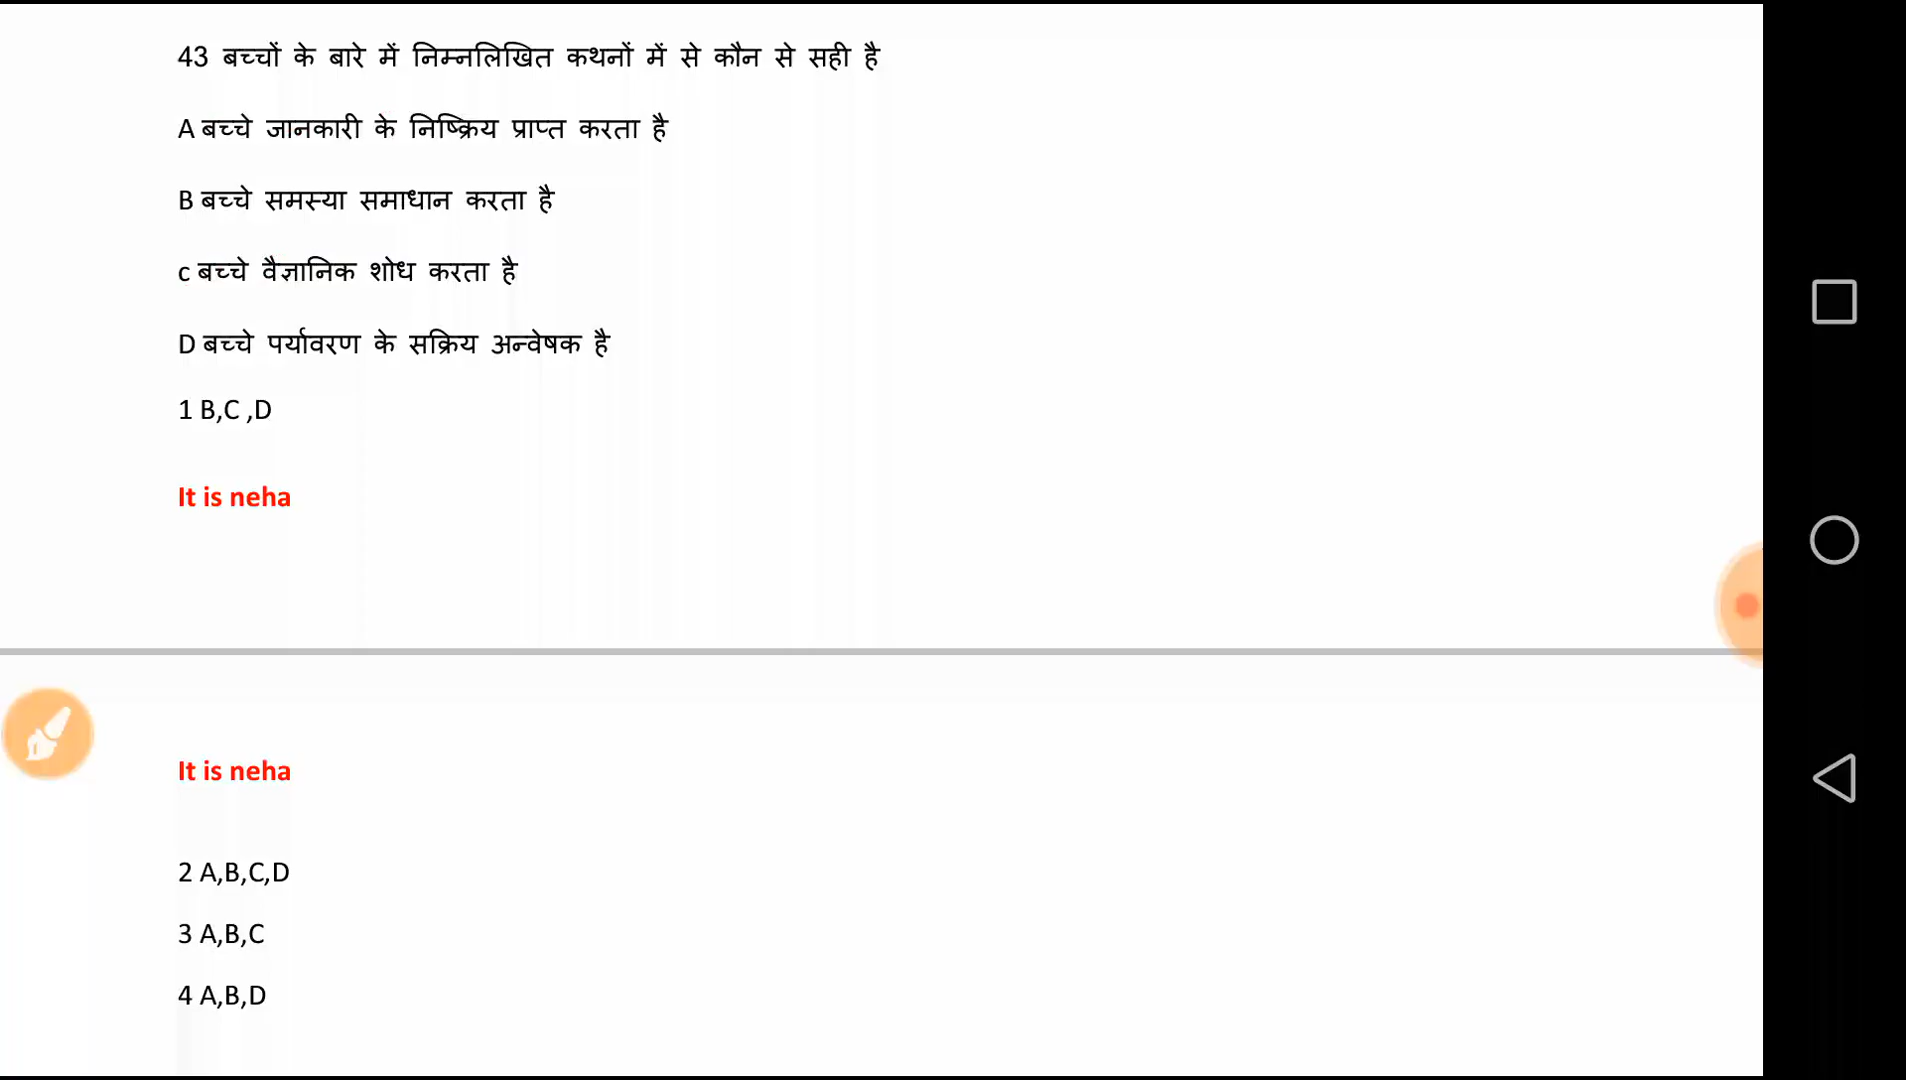 43 बच्चों के बारे में निम्नलिखित कथनों में से कौन से सही है
A बच्चे जानकारी के निष्क्रिय प्राप्त करता है
B बच्चे समस्या समाधान करता है
c बच्चे वैज्ञानिक शोध करता है
D बच्चे पर्यावरण के सक्रिय अन्वेषक है
1 B,C ,D
It is neha
It is neha
2 A,B,C,D
3 A,B,C
4 A,B,D